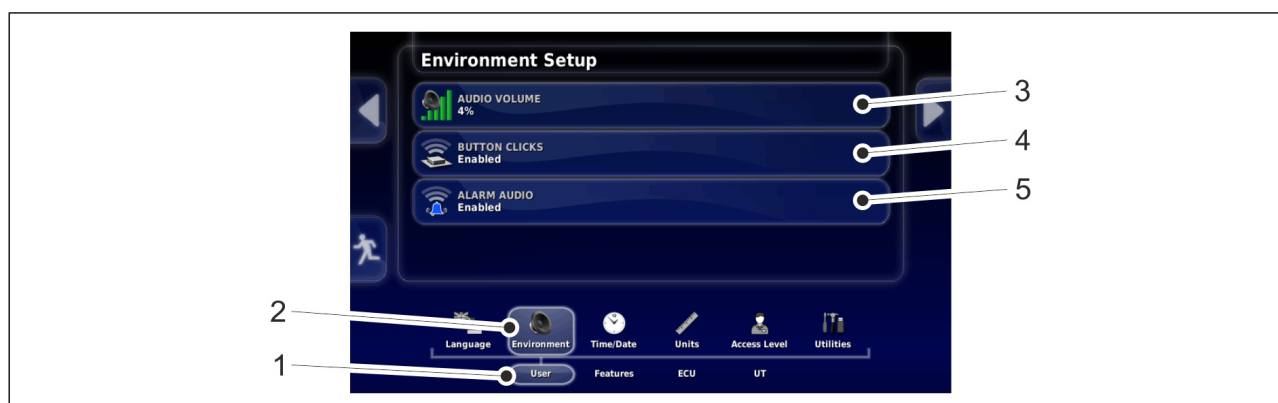 Environment Setup
AUDIO VOLUME
4%
3
BUTTON CLICKS
Enabled
4
ALARM AUDIO
Enabled
5
2
Language Environment Time/Date Units Access Level Utilities
1
User Features ECU UT